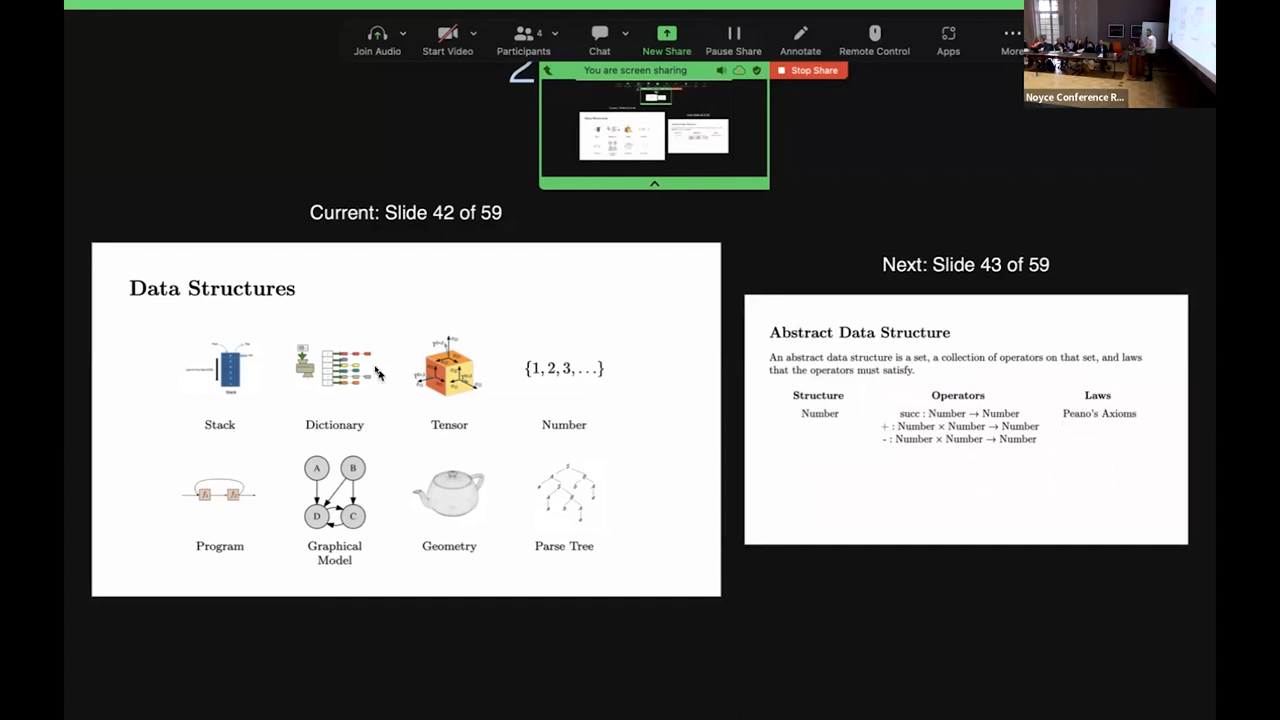 Join Audio
Start Video
Participants
4
Chat
New Share
Pause Share
Annotate
Remote Control
Apps
More
You are screen sharing
Stop Share
Noyce Conference R...
Current: Slide 42 of 59
Data Structures
Stack
{1, 2, 3, . . .}
Stack
Dictionary
Tensor
Number
A
B
D
C
Program
Graphical
Model
Geometry
Parse Tree
Next: Slide 43 of 59
Abstract Data Structure
An abstract data structure is a set, a collection of operators on that set, and laws
that the operators must satisfy.
Structure
Operators
Laws
Number
succ : Number → Number
Peano's Axioms
+ : Number × Number → Number
- : Number × Number → Number